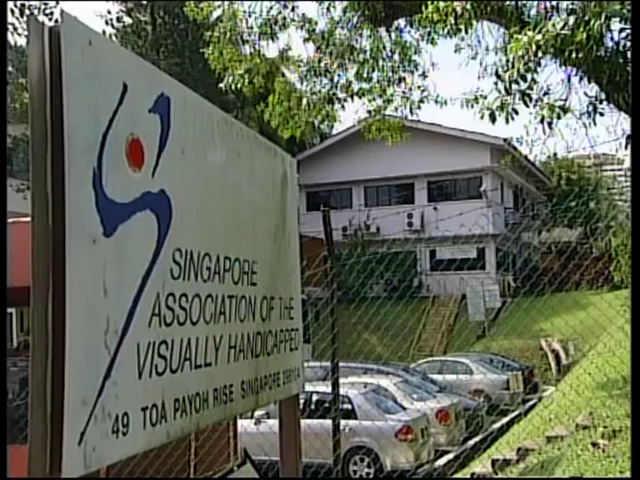 SINGAPORE
ASSOCIATION OF THE
VISUALLY HANDICAPPED
49 TOA PAYOH RISE SINGAPORE